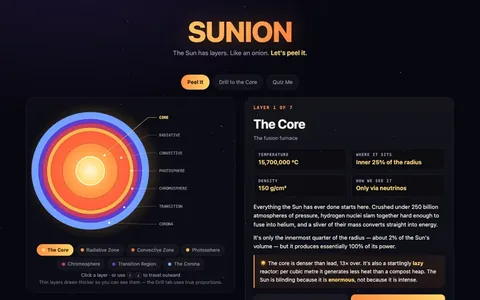 SUNION
The Sun has layers. Like an onion. Let's peel it.
Peel It
Drill to the Core
Quiz Me
CORE
RADIATIVE
CONVECTIVE
PHOTOSPHERE
CHROMOSPHERE
TRANSITION
CORONA
The Core
Radiative Zone
Convective Zone
Photosphere
Chromosphere
Transition Region
The Corona
Click a layer – or use ‹ / › to travel outward
Thin layers drawn thicker so you can see them — the Drill tab uses true proportions.
LAYER 1 OF 7
The Core
The fusion furnace
TEMPERATURE
15,700,000 °C
WHERE IT SITS
Inner 25% of the radius
DENSITY
150 g/cm³
HOW WE SEE IT
Only via neutrinos
Everything the Sun has ever done starts here. Crushed under 250 billion
atmospheres of pressure, hydrogen nuclei slam together hard enough to
fuse into helium, and a sliver of their mass converts straight into energy.
It's only the innermost quarter of the radius — about 2% of the Sun's
volume — but it produces essentially 100% of its power.
The core is denser than lead, 13× over. It's also a startlingly lazy
reactor: per cubic metre it generates less heat than a compost heap. The
Sun is blinding because it is enormous, not because it is intense.